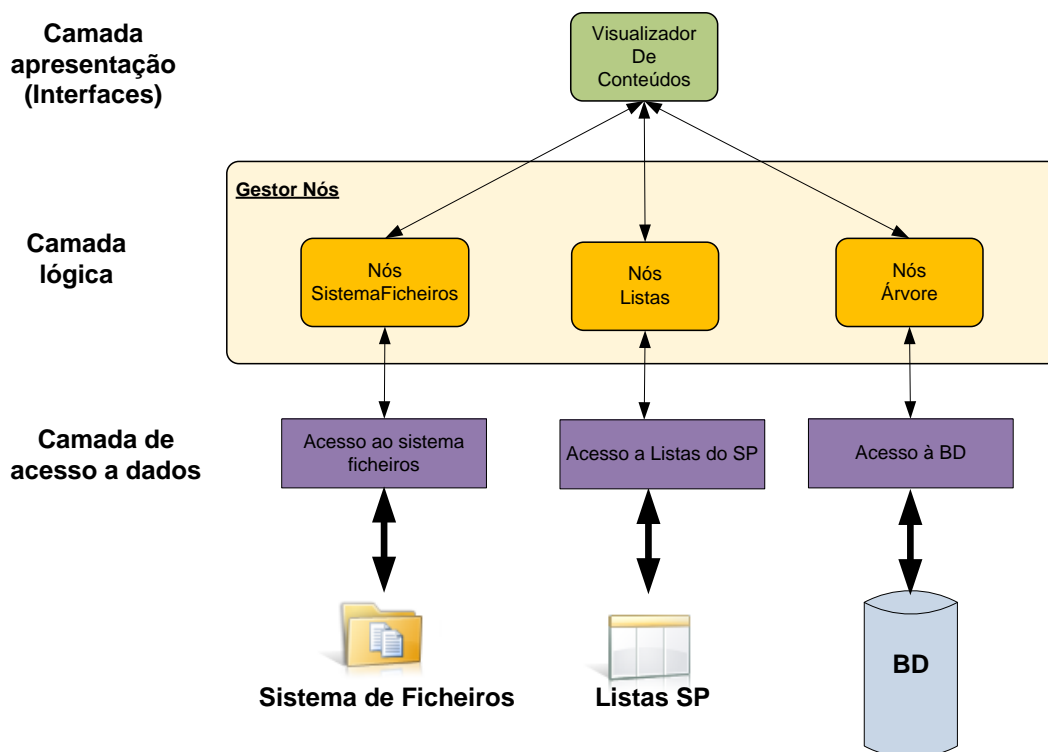 Camada
apresentação
(Interfaces)
Visualizador
De
Conteúdos
Gestor Nós
Camada
lógica
Nós
SistemaFicheiros
Nós
Listas
Nós
Árvore
Camada de
acesso a dados
Acesso ao sistema
ficheiros
Acesso a Listas do SP
Acesso à BD
Sistema de Ficheiros
Listas SP
BD